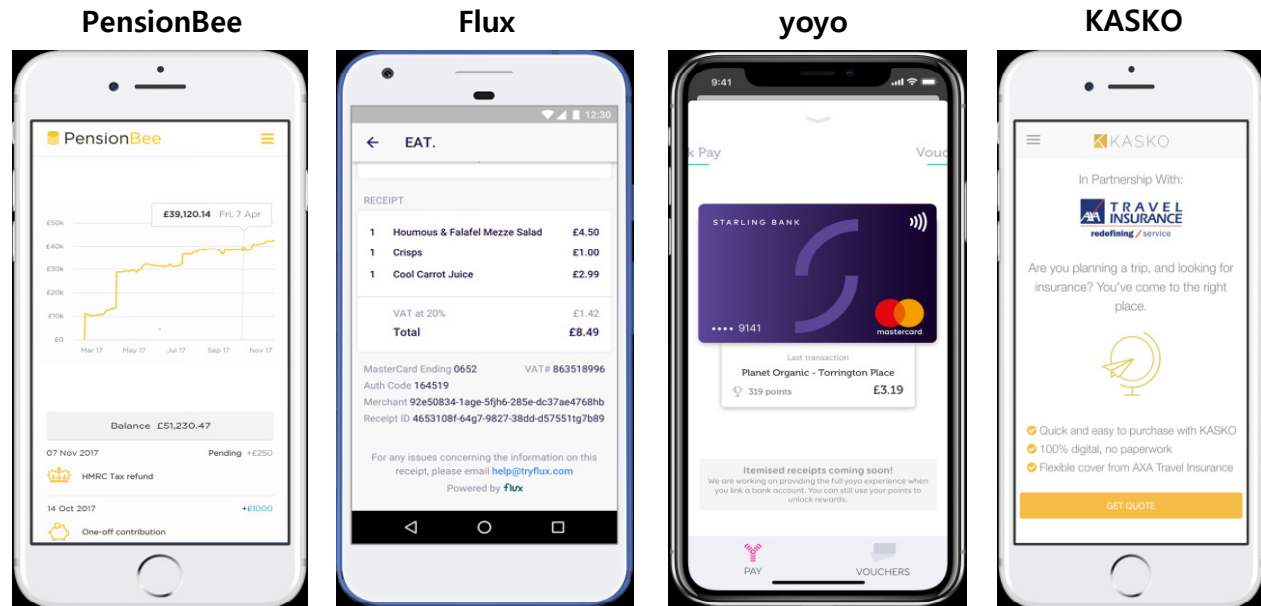 PensionBee
Flux
yoyo
KASKO
PensionBee
£39,120.14 Fri, 7 Apr
£50k
£40k
£30k
£20k
£10k
£0
Mar 17 May 17 Jul 17 Sep 17 Nov 17
Balance £51,230.47
07 Nov 2017 Pending +£250
HMRC Tax refund
14 Oct 2017 +£1000
One-off contribution
12:30
EAT.
RECEIPT
1 Houmous & Falafel Mezze Salad £4.50
1 Crisps £1.00
1 Cool Carrot Juice £2.99
VAT at 20% £1.42
Total £8.49
MasterCard Ending 0652 VAT# 863518996
Auth Code 164519
Merchant 92e50834-1age-5fjh6-285e-dc37ae4768hb
Receipt ID 4653108f-64g7-9827-38dd-d57551tg7b89
For any issues concerning the information on this
receipt, please email help@tryflux.com
Powered by flux
9:41
k Pay Vouc
STARLING BANK
•••• 9141
mastercard.
Last transaction
Planet Organic - Torrington Place
319 points £3.19
Itemised receipts coming soon!
We are working on providing the full yoyo experience when
you link a bank account. You can still use your points to
unlock rewards.
PAY VOUCHERS
KASKO
In Partnership With:
AXA TRAVEL
INSURANCE
redefining / service
Are you planning a trip, and looking for
insurance? You've come to the right
place.
Quick and easy to purchase with KASKO
100% digital, no paperwork
Flexible cover from AXA Travel Insurance
GET QUOTE